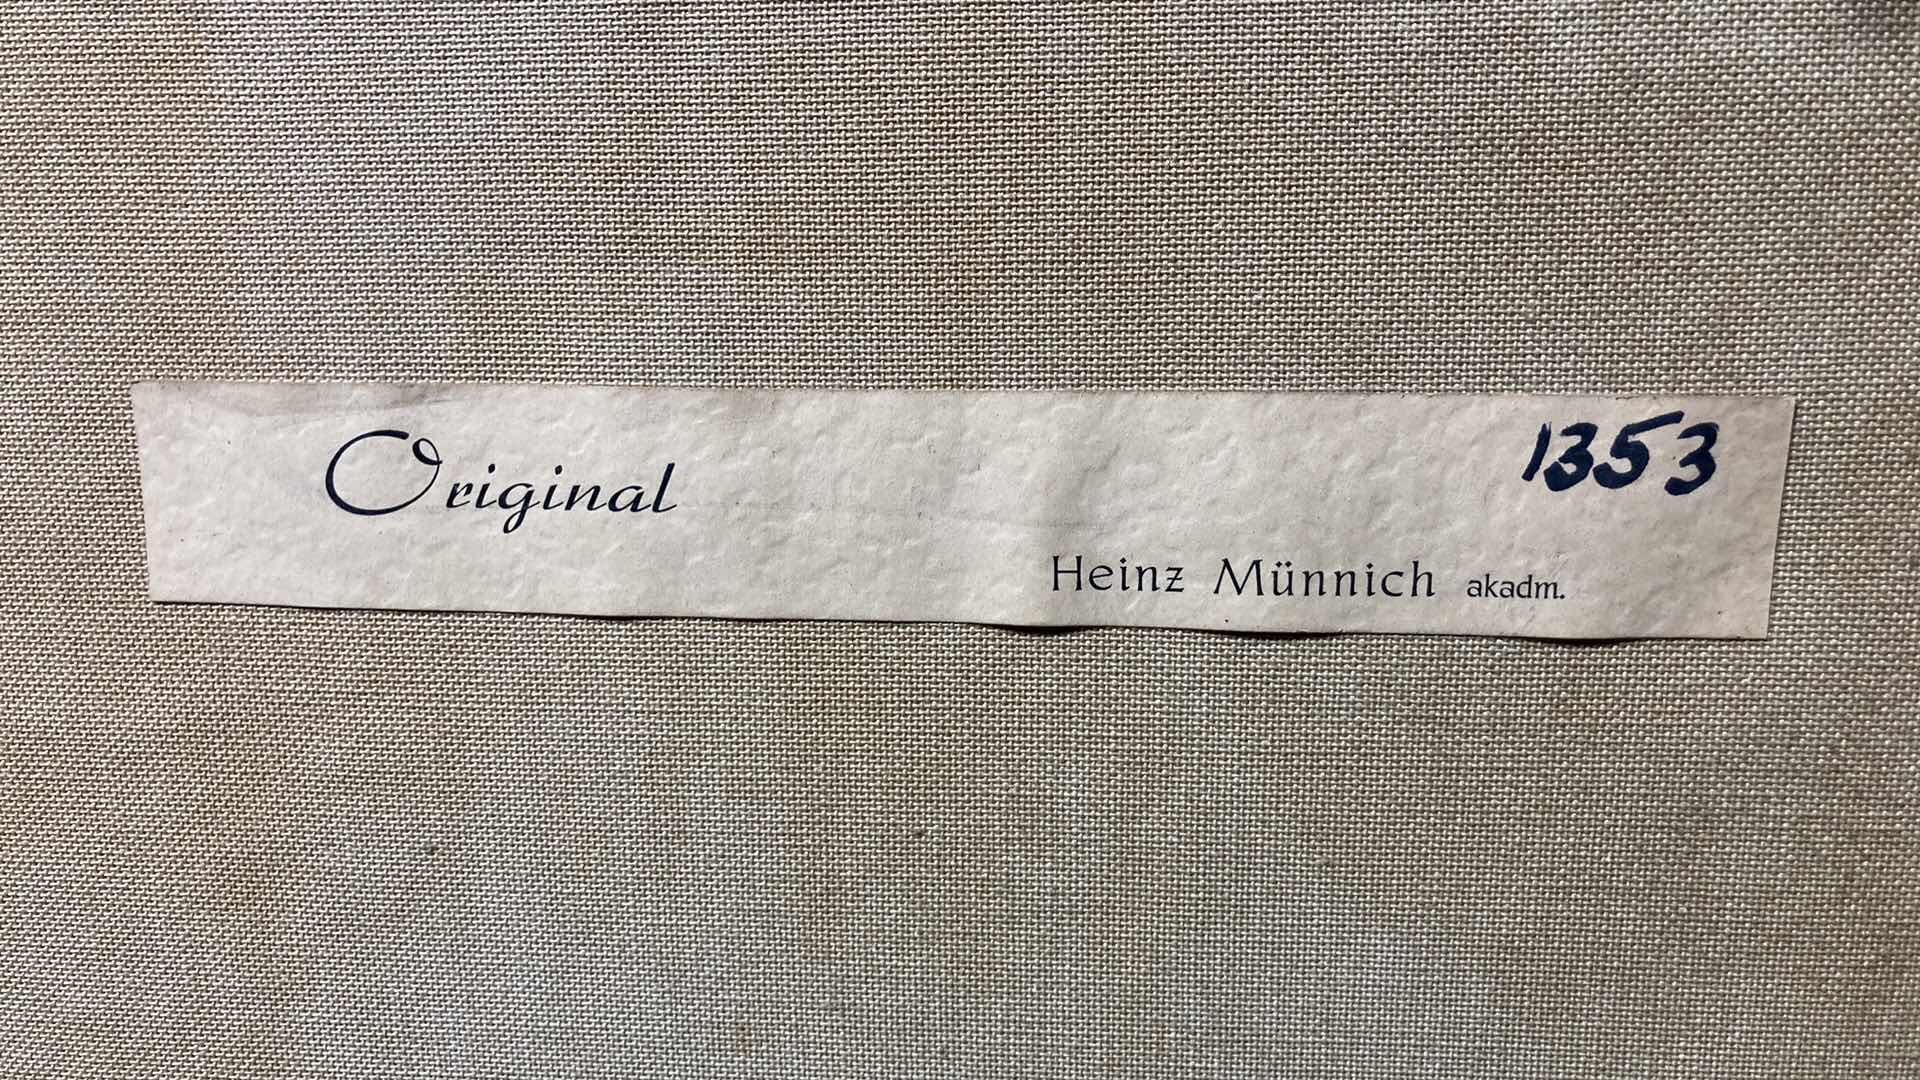 1353
Original
Heinz Münnich akadm.